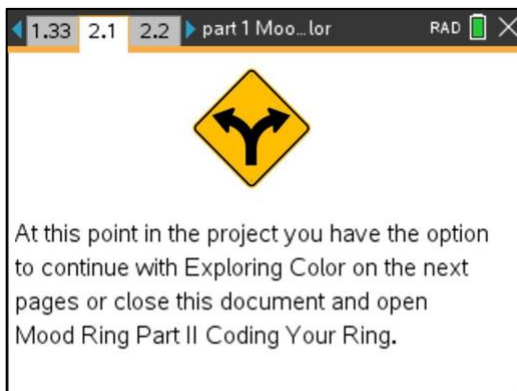 1.33 2.1 2.2 part 1 Moo...lor RAD
At this point in the project you have the option
to continue with Exploring Color on the next
pages or close this document and open
Mood Ring Part II Coding Your Ring.